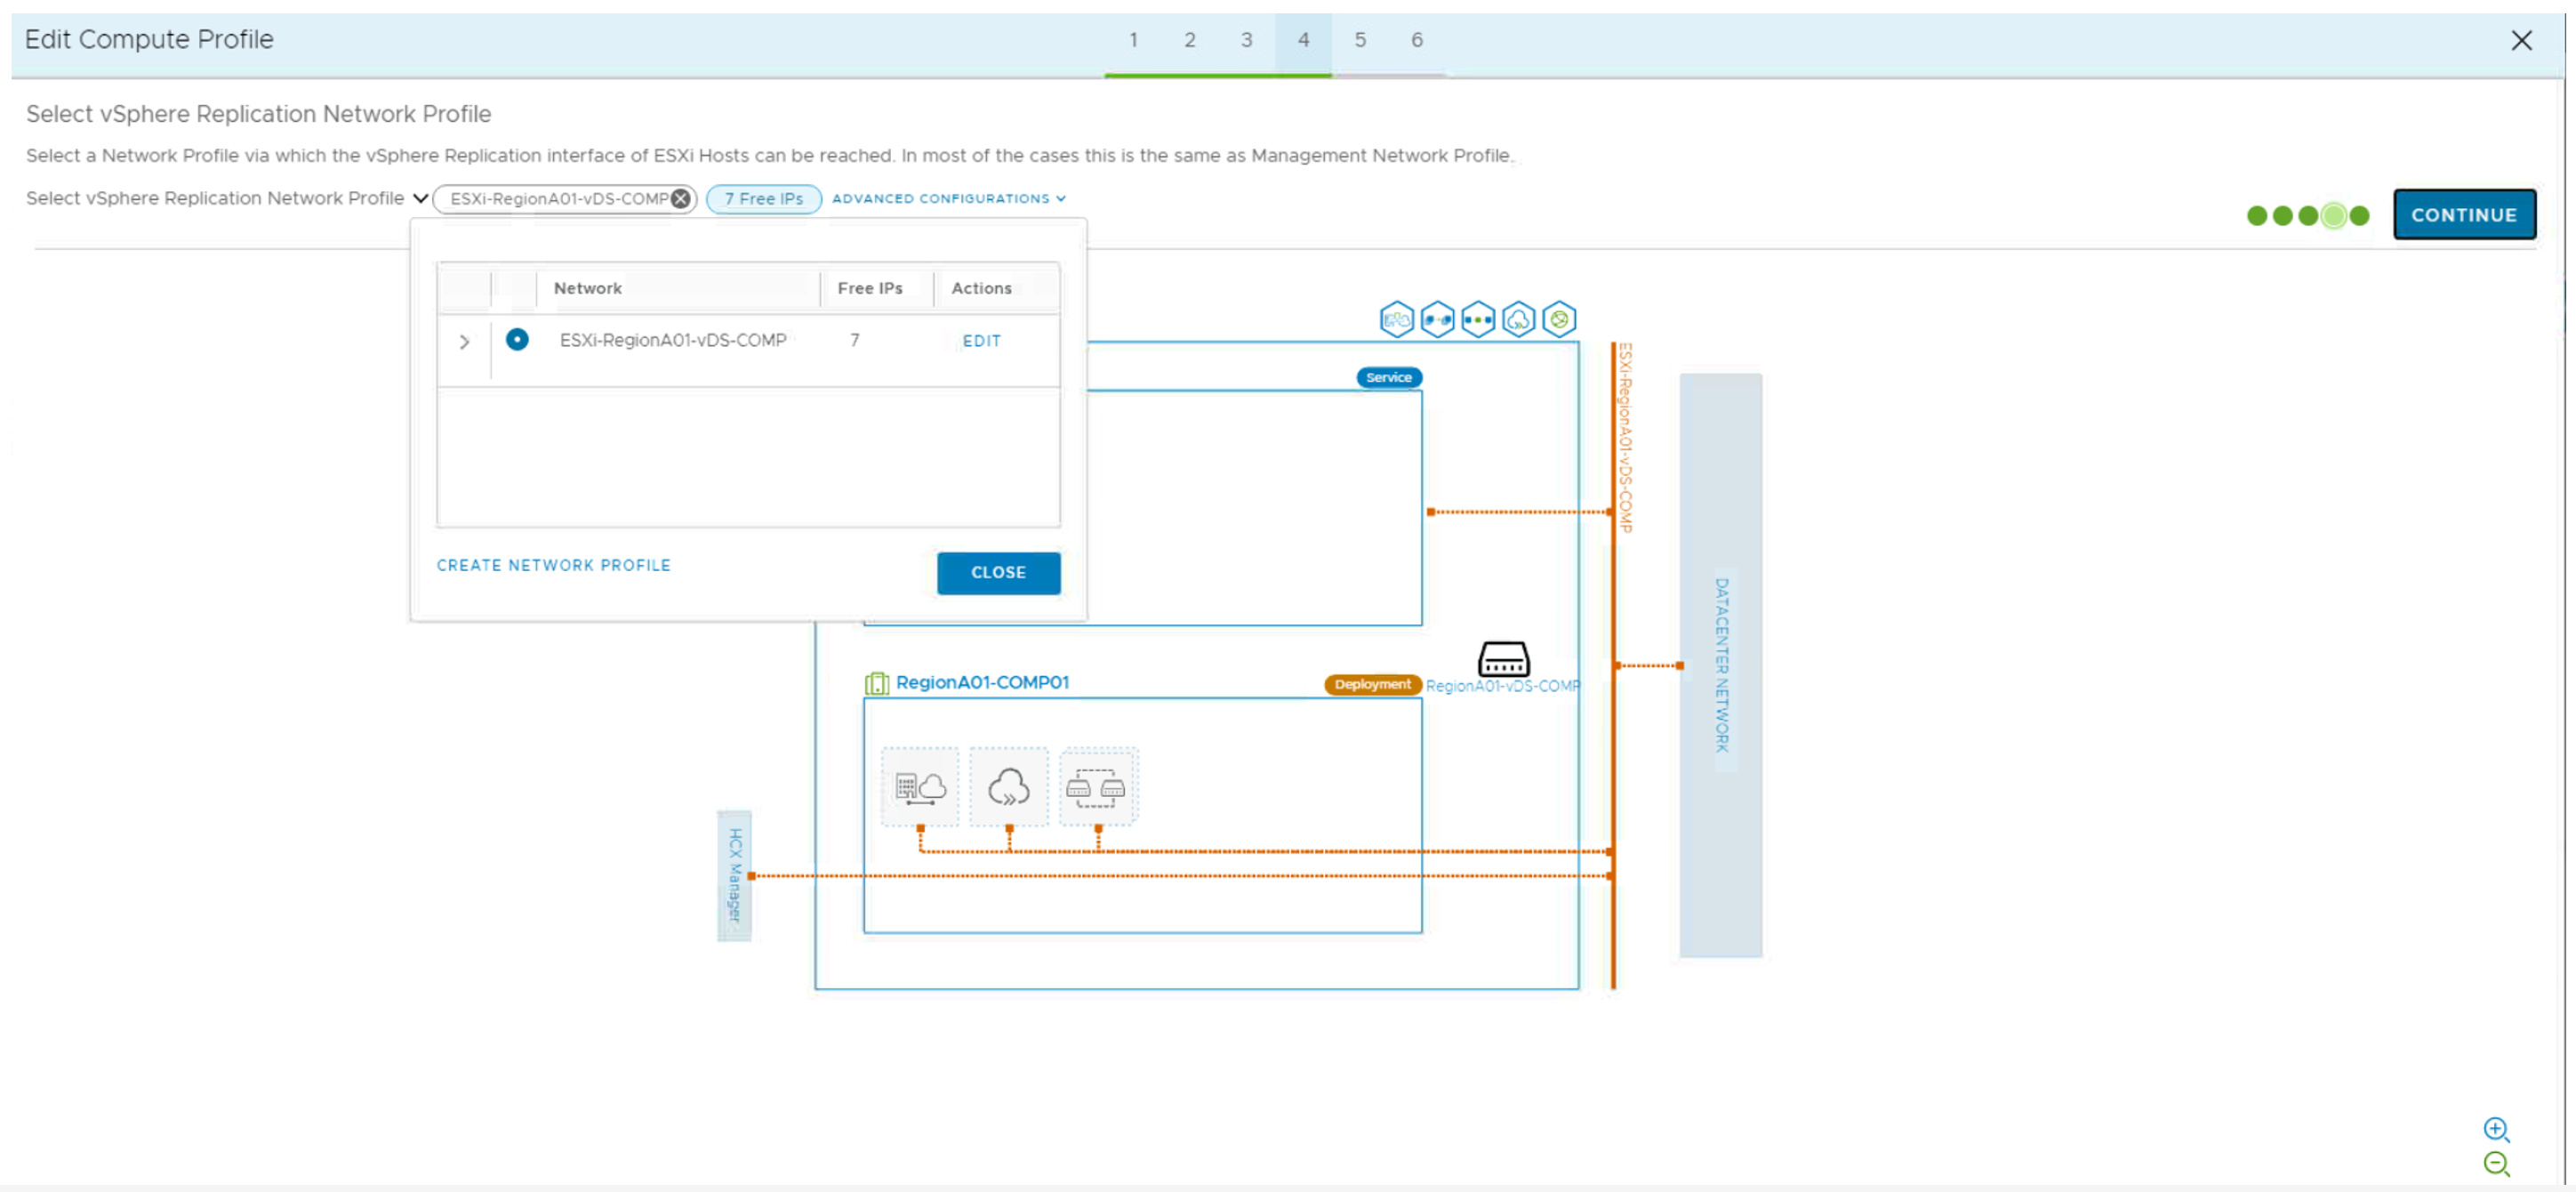 Edit Compute Profile
1 2 3 4 5 6
Select vSphere Replication Network Profile
Select a Network Profile via which the vSphere Replication interface of ESXi Hosts can be reached. In most of the cases this is the same as Management Network Profile.
Select vSphere Replication Network Profile ESXi-RegionA01-vDS-COMP 7 Free IPs ADVANCED CONFIGURATIONS
CONTINUE
Network Free IPs Actions
ESXi-RegionA01-vDS-COMP 7 EDIT
CREATE NETWORK PROFILE CLOSE
Service
ESXi-RegionA01-vDS-COMP
DATACENTER NETWORK
RegionA01-COMP01 Deployment RegionA01-vDS-COMP
HCX Manager